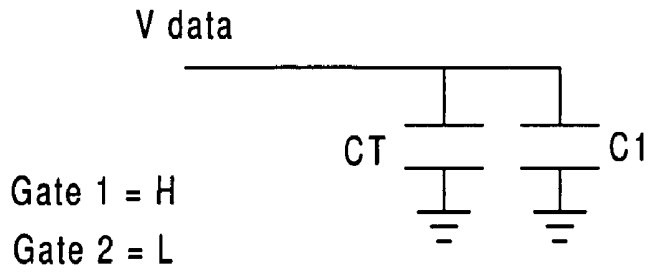 V data
CT
C1
Gate 1 = H
Gate 2 = L